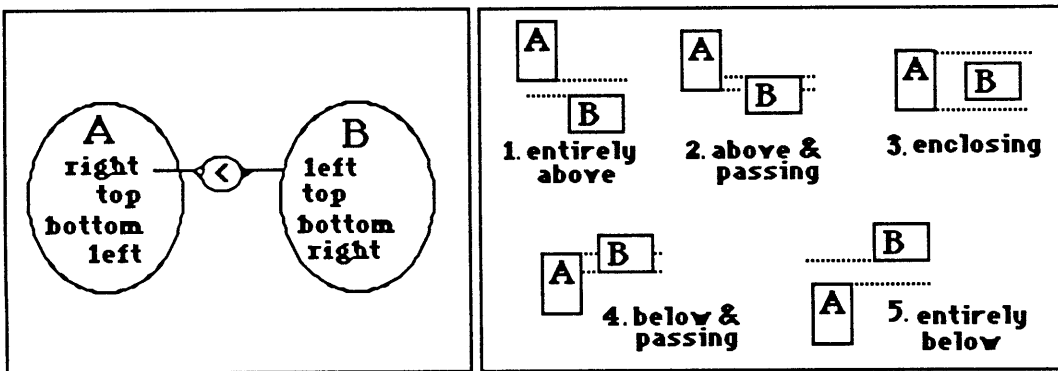 A
right
top
bottom
left
<
B
left
top
bottom
right
A
B
1. entirely
above
A
B
2. above &
passing
A
B
3. enclosing
A
B
4. below &
passing
B
A
5. entirely
below